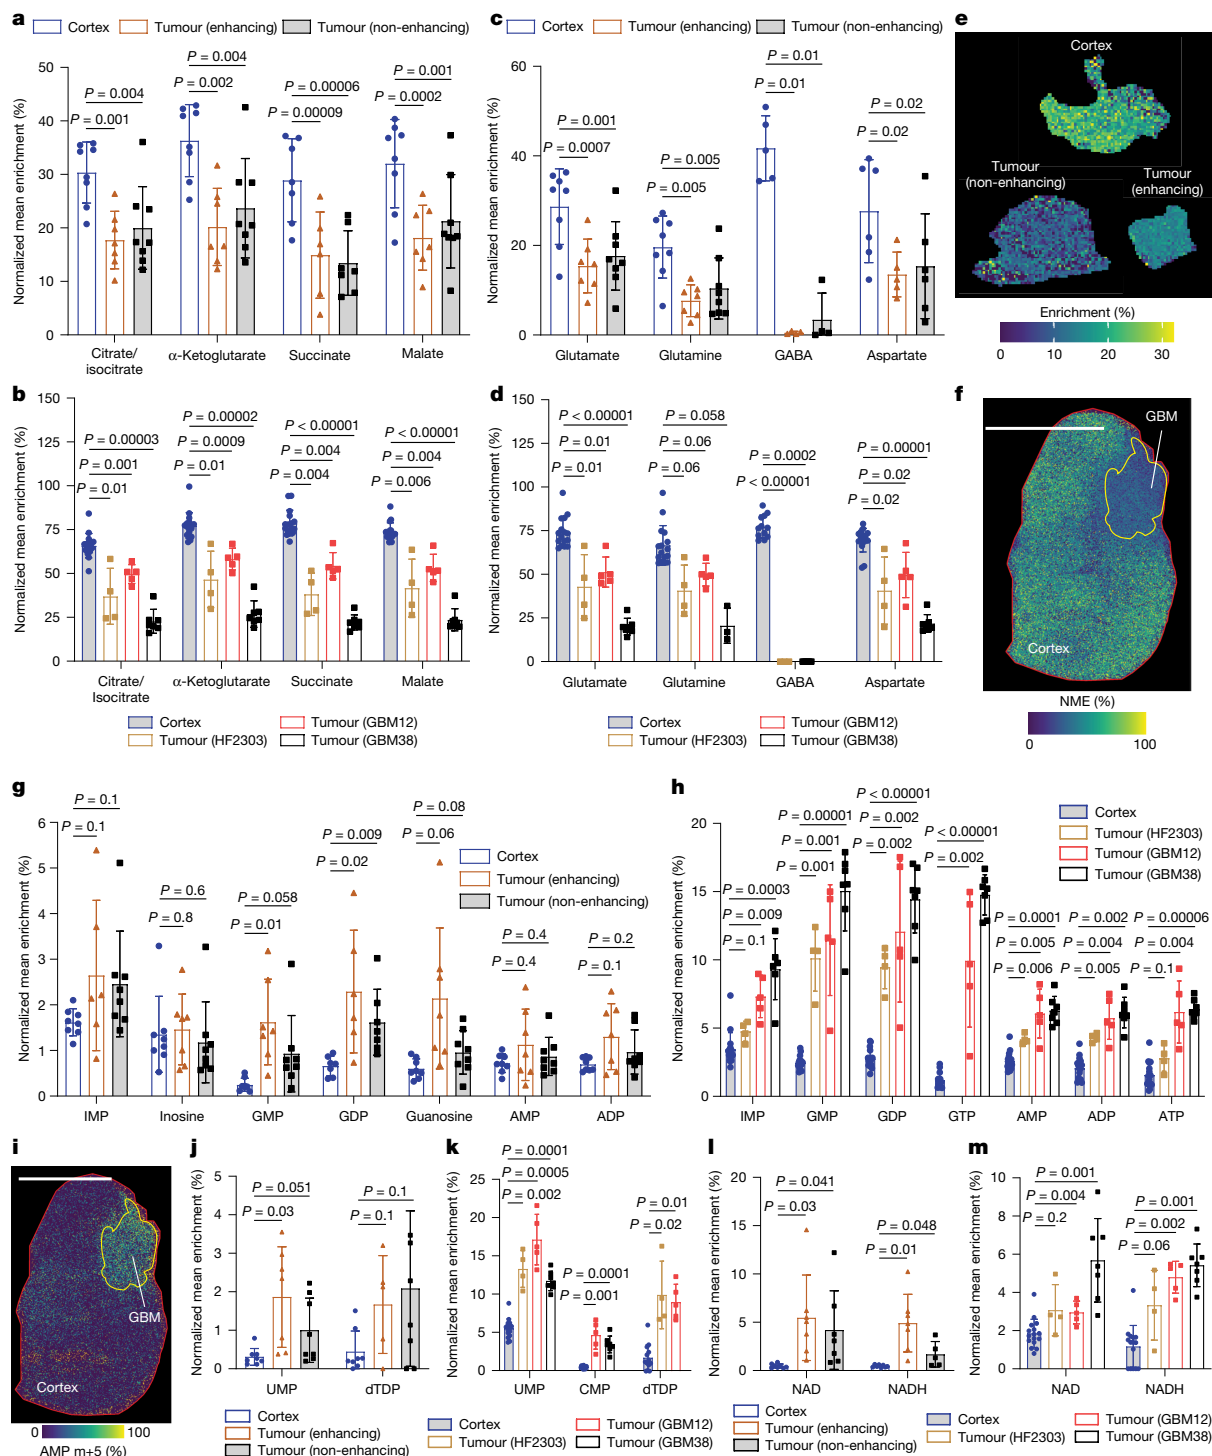 a
Cortex
Tumour (enhancing)
Tumour (non-enhancing)
Normalized mean enrichment (%)
50
40
30
20
10
0
P = 0.004
P = 0.001
P = 0.004
P = 0.002
P = 0.00006
P = 0.00009
P = 0.001
P = 0.0002
Citrate/
isocitrate
α-Ketoglutarate
Succinate
Malate
c
Cortex
Tumour (enhancing)
Tumour (non-enhancing)
Normalized mean enrichment (%)
60
40
20
0
P = 0.001
P = 0.0007
P = 0.005
P = 0.005
P = 0.01
P = 0.01
P = 0.02
P = 0.02
Glutamate
Glutamine
GABA
Aspartate
e
Cortex
Tumour
(non-enhancing)
Tumour
(enhancing)
Enrichment (%)
0 10 20 30
b
Normalized mean enrichment (%)
150
125
100
75
50
25
0
P = 0.00003
P = 0.001
P = 0.01
P = 0.00002
P = 0.0009
P = 0.01
P < 0.00001
P = 0.004
P = 0.004
P < 0.00001
P = 0.004
P = 0.006
Citrate/
Isocitrate
α-Ketoglutarate
Succinate
Malate
Cortex
Tumour (HF2303)
Tumour (GBM12)
Tumour (GBM38)
d
Normalized mean enrichment (%)
150
125
100
75
50
25
0
P < 0.00001
P = 0.01
P = 0.01
P = 0.058
P = 0.06
P = 0.06
P = 0.0002
P < 0.00001
P = 0.00001
P = 0.02
P = 0.02
Glutamate
Glutamine
GABA
Aspartate
Cortex
Tumour (HF2303)
Tumour (GBM12)
Tumour (GBM38)
f
GBM
Cortex
NME (%)
0 100
g
Normalized mean enrichment (%)
6
5
4
3
2
1
0
P = 0.1
P = 0.1
P = 0.6
P = 0.8
P = 0.058
P = 0.01
P = 0.009
P = 0.02
P = 0.08
P = 0.06
P = 0.4
P = 0.4
P = 0.2
P = 0.1
Cortex
Tumour (enhancing)
Tumour (non-enhancing)
IMP
Inosine
GMP
GDP
Guanosine
AMP
ADP
h
Normalized mean enrichment (%)
20
15
10
5
0
P = 0.0003
P = 0.009
P = 0.1
P = 0.00001
P = 0.001
P = 0.001
P < 0.00001
P = 0.002
P = 0.002
P < 0.00001
P = 0.002
P = 0.0001
P = 0.005
P = 0.006
P = 0.002
P = 0.004
P = 0.005
P = 0.00006
P = 0.004
P = 0.1
Cortex
Tumour (HF2303)
Tumour (GBM12)
Tumour (GBM38)
IMP
GMP
GDP
GTP
AMP
ADP
ATP
i
GBM
Cortex
0 100
AMP m+5 (%)
j
Normalized mean enrichment (%)
5
4
3
2
1
0
P = 0.051
P = 0.03
P = 0.1
P = 0.1
UMP
dTDP
Cortex
Tumour (enhancing)
Tumour (non-enhancing)
k
Normalized mean enrichment (%)
25
20
15
10
5
0
P = 0.0001
P = 0.0005
P = 0.002
P = 0.0001
P = 0.001
P = 0.01
P = 0.02
UMP
CMP
dTDP
Cortex
Tumour (HF2303)
Tumour (GBM12)
Tumour (GBM38)
l
Normalized mean enrichment (%)
20
15
10
5
0
P = 0.041
P = 0.03
P = 0.048
P = 0.01
NAD
NADH
Cortex
Tumour (enhancing)
Tumour (non-enhancing)
m
Normalized mean enrichment (%)
10
8
6
4
2
0
P = 0.001
P = 0.004
P = 0.2
P = 0.001
P = 0.002
P = 0.06
NAD
NADH
Cortex
Tumour (HF2303)
Tumour (GBM12)
Tumour (GBM38)